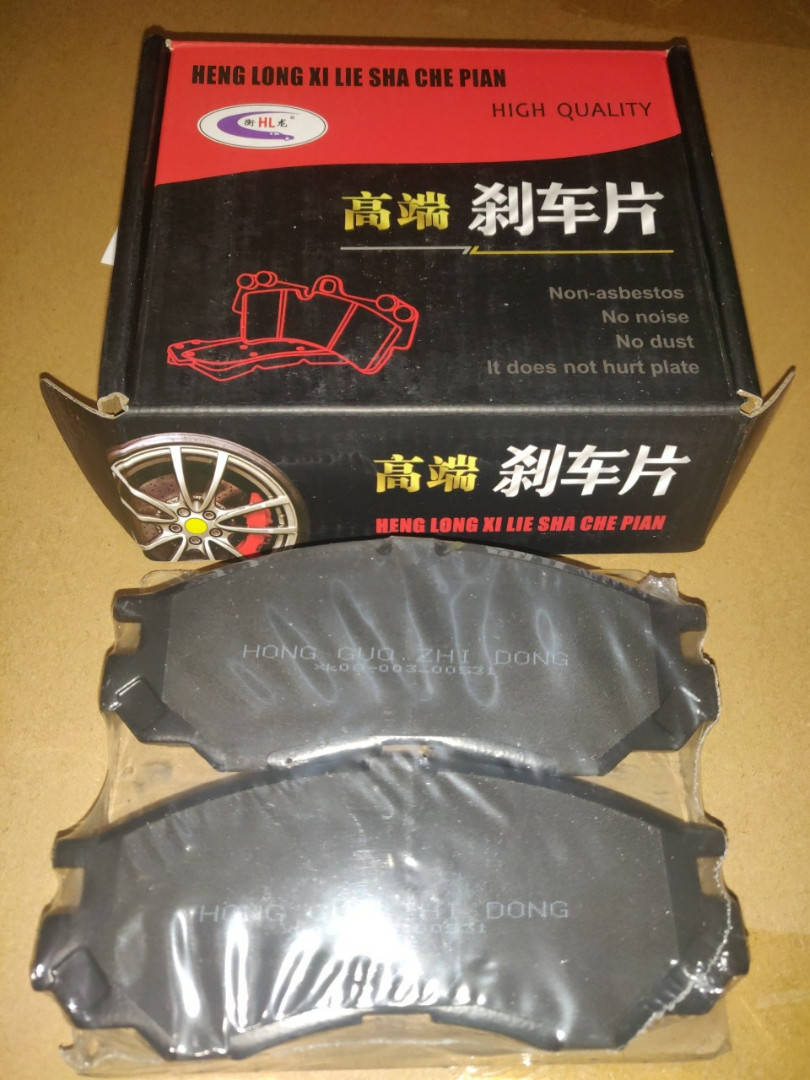 HENG LONG XI LIE SHA CHE PIAN
HIGH QUALITY
衡HL龙
高端 刹车片
Non-asbestos
No noise
No dust
It does not hurt plate
高端 刹车片
HENG LONG XI LIE SHA CHE PIAN
HONG GUO ZHI DONG
HONG GUO ZHI DONG